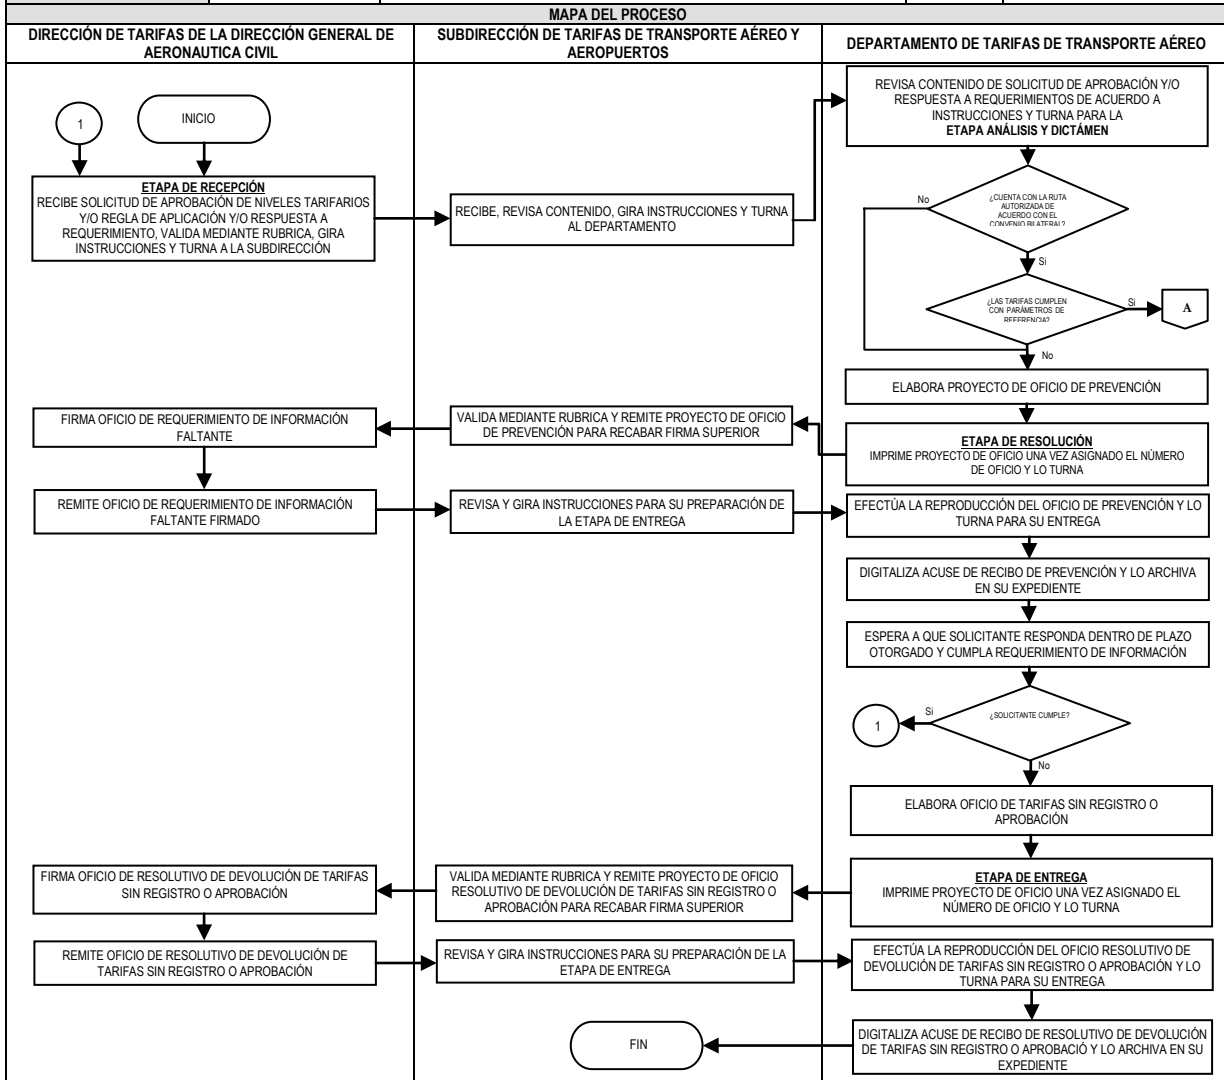 MAPA DEL PROCESO
DIRECCIÓN DE TARIFAS DE LA DIRECCIÓN GENERAL DE
AERONAUTICA CIVIL
SUBDIRECCIÓN DE TARIFAS DE TRANSPORTE AÉREO Y
AEROPUERTOS
DEPARTAMENTO DE TARIFAS DE TRANSPORTE AÉREO
1
INICIO
REVISA CONTENIDO DE SOLICITUD DE APROBACIÓN Y/O
RESPUESTA A REQUERIMIENTOS DE ACUERDO A
INSTRUCCIONES Y TURNA PARA LA
ETAPA ANÁLISIS Y DICTÁMEN
ETAPA DE RECEPCIÓN
RECIBE SOLICITUD DE APROBACIÓN DE NIVELES TARIFARIOS
Y/O REGLA DE APLICACIÓN Y/O RESPUESTA A
REQUERIMIENTO, VALIDA MEDIANTE RUBRICA, GIRA
INSTRUCCIONES Y TURNA A LA SUBDIRECCIÓN
RECIBE, REVISA CONTENIDO, GIRA INSTRUCCIONES Y TURNA
AL DEPARTAMENTO
No
¿CUENTA CON LA RUTA
AUTORIZADA DE
ACUERDO CON EL
CONVENIO BILATERAL?
Si
¿LAS TARIFAS CUMPLEN
CON PARÁMETROS DE
REFERENCIA?
Si
A
No
ELABORA PROYECTO DE OFICIO DE PREVENCIÓN
FIRMA OFICIO DE REQUERIMIENTO DE INFORMACIÓN
FALTANTE
VALIDA MEDIANTE RUBRICA Y REMITE PROYECTO DE OFICIO
DE PREVENCIÓN PARA RECABAR FIRMA SUPERIOR
ETAPA DE RESOLUCIÓN
IMPRIME PROYECTO DE OFICIO UNA VEZ ASIGNADO EL NÚMERO
DE OFICIO Y LO TURNA
REMITE OFICIO DE REQUERIMIENTO DE INFORMACIÓN
FALTANTE FIRMADO
REVISA Y GIRA INSTRUCCIONES PARA SU PREPARACIÓN DE
LA ETAPA DE ENTREGA
EFECTÚA LA REPRODUCCIÓN DEL OFICIO DE PREVENCIÓN Y LO
TURNA PARA SU ENTREGA
DIGITALIZA ACUSE DE RECIBO DE PREVENCIÓN Y LO ARCHIVA
EN SU EXPEDIENTE
ESPERA A QUE SOLICITANTE RESPONDA DENTRO DE PLAZO
OTORGADO Y CUMPLA REQUERIMIENTO DE INFORMACIÓN
1
Si
¿SOLICITANTE CUMPLE?
No
ELABORA OFICIO DE TARIFAS SIN REGISTRO O
APROBACIÓN
FIRMA OFICIO DE RESOLUTIVO DE DEVOLUCIÓN DE TARIFAS
SIN REGISTRO O APROBACIÓN
VALIDA MEDIANTE RUBRICA Y REMITE PROYECTO DE OFICIO
RESOLUTIVO DE DEVOLUCIÓN DE TARIFAS SIN REGISTRO O
APROBACIÓN PARA RECABAR FIRMA SUPERIOR
ETAPA DE ENTREGA
IMPRIME PROYECTO DE OFICIO UNA VEZ ASIGNADO EL
NÚMERO DE OFICIO Y LO TURNA
REMITE OFICIO DE RESOLUTIVO DE DEVOLUCIÓN DE
TARIFAS SIN REGISTRO O APROBACIÓN
REVISA Y GIRA INSTRUCCIONES PARA SU PREPARACIÓN DE LA
ETAPA DE ENTREGA
EFECTÚA LA REPRODUCCIÓN DEL OFICIO RESOLUTIVO DE
DEVOLUCIÓN DE TARIFAS SIN REGISTRO O APROBACIÓN Y LO
TURNA PARA SU ENTREGA
FIN
DIGITALIZA ACUSE DE RECIBO DE RESOLUTIVO DE DEVOLUCIÓN
DE TARIFAS SIN REGISTRO O APROBACIÓ Y LO ARCHIVA EN SU
EXPEDIENTE